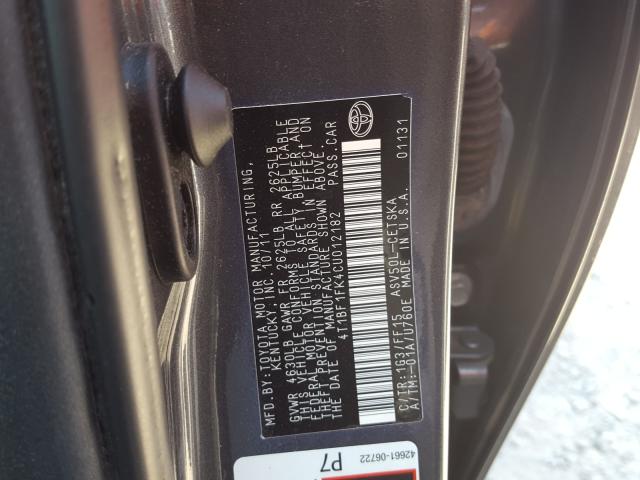 MFD.BY:TOYOTA MOTOR MANUFACTURING,
KENTUCKY, INC.10/11
GVWR 4630LB GAWR FR 2625LB RR 2625LB
THIS VEHICLE CONFORMS TO ALL APPLICABLE
FEDERAL MOTOR VEHICLE SAFETY, BUMPER, AND
THEFT PREVENTION STANDARDS IN EFFECT ON
THE DATE OF MANUFACTURE SHOWN ABOVE.
4T1BF1FK4CU012182 PASS.CAR
C/TR:1G3/FF15 ASV50L-CETSKA 01131
A/TM:-01A/U760E MADE IN U.S.A.
42661-06722
P7